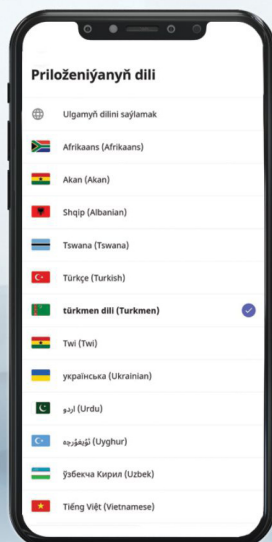 Priloženiýanyň dili
Ulgamyň dilini saýlamak
Afrikaans (Afrikaans)
Akan (Akan)
Shqip (Albanian)
Tswana (Tswana)
Türkçe (Turkish)
türkmen dili (Turkmen)
Twi (Twi)
українська (Ukrainian)
اردو (Urdu)
ئۇيغۇرچە (Uyghur)
ўзбекча Кирил (Uzbek)
Tiếng Việt (Vietnamese)